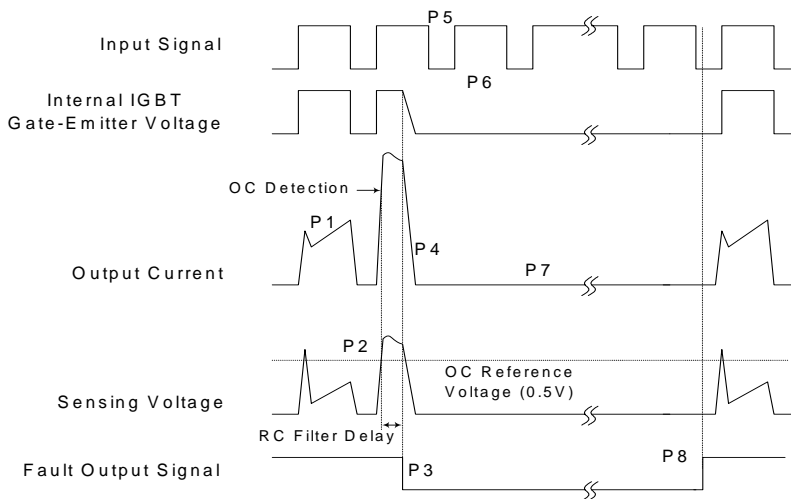 P5
Input Signal
P6
Internal IGBT
Gate-Emitter Voltage
OC Detection
P1
P4
Output Current
P7
P2
OC Reference
Voltage (0.5V)
Sensing Voltage
RC Filter Delay
Fault Output Signal
P3
P8